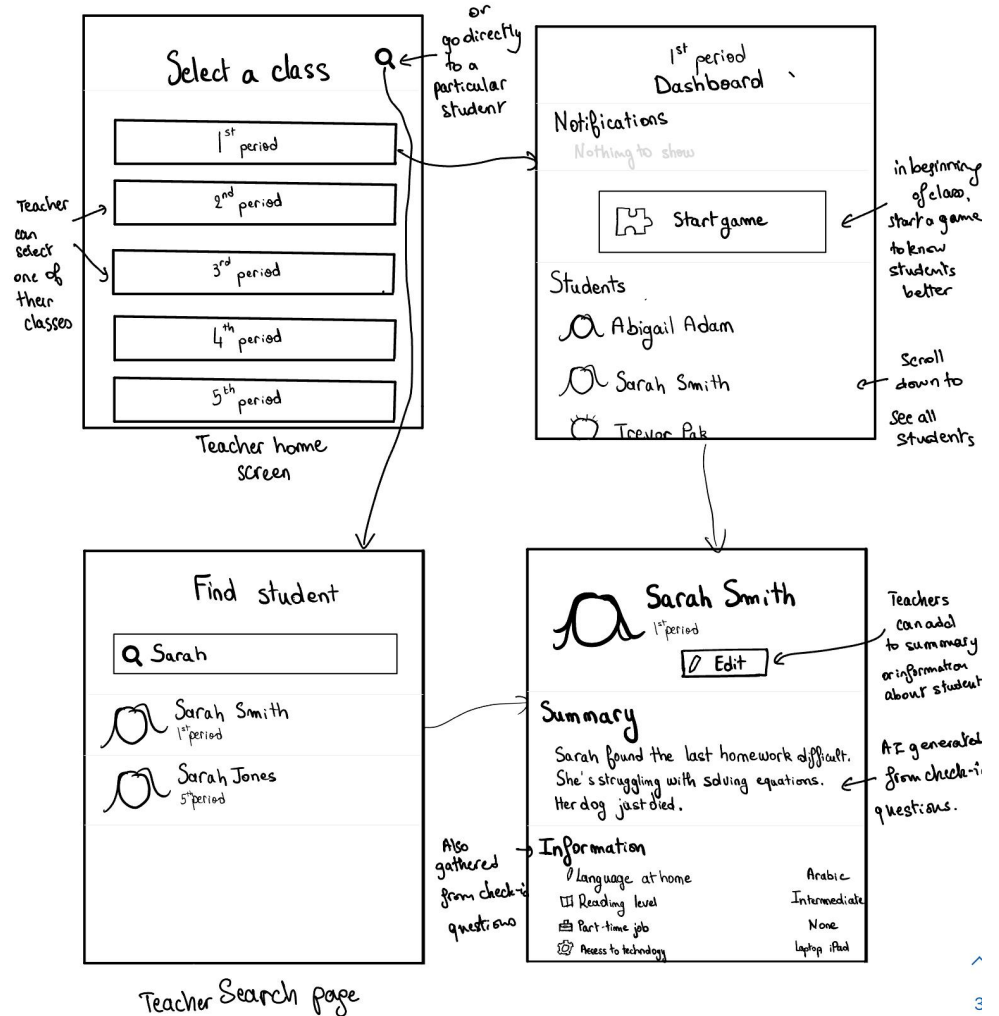 Select a class
1st period
2nd period
3rd period
4th period
5th period
Teacher home
screen
Teacher
can
select
one of
their
classes
or
go directly
to a
particular
student
1st period
Dashboard
Notifications
Nothing to show
Start game
Students
Abigail Adam
Sarah Smith
Trevor Pak
in beginning
of class,
start a game
to know
students
better
Scroll
down to
see all
students
Find student
Sarah
Sarah Smith
1st period
Sarah Jones
5th period
Teacher Search page
Sarah Smith
1st period
Edit
Summary
Sarah found the last homework difficult.
She's struggling with solving equations.
Her dog just died.
Information
Language at home Arabic
Reading level Intermediate
Part-time job None
Access to technology Laptop iPad
Teachers
can add
to summary
or information
about student
AI generated
from check-i
questions.
Also
gathered
from check-i
questions
3